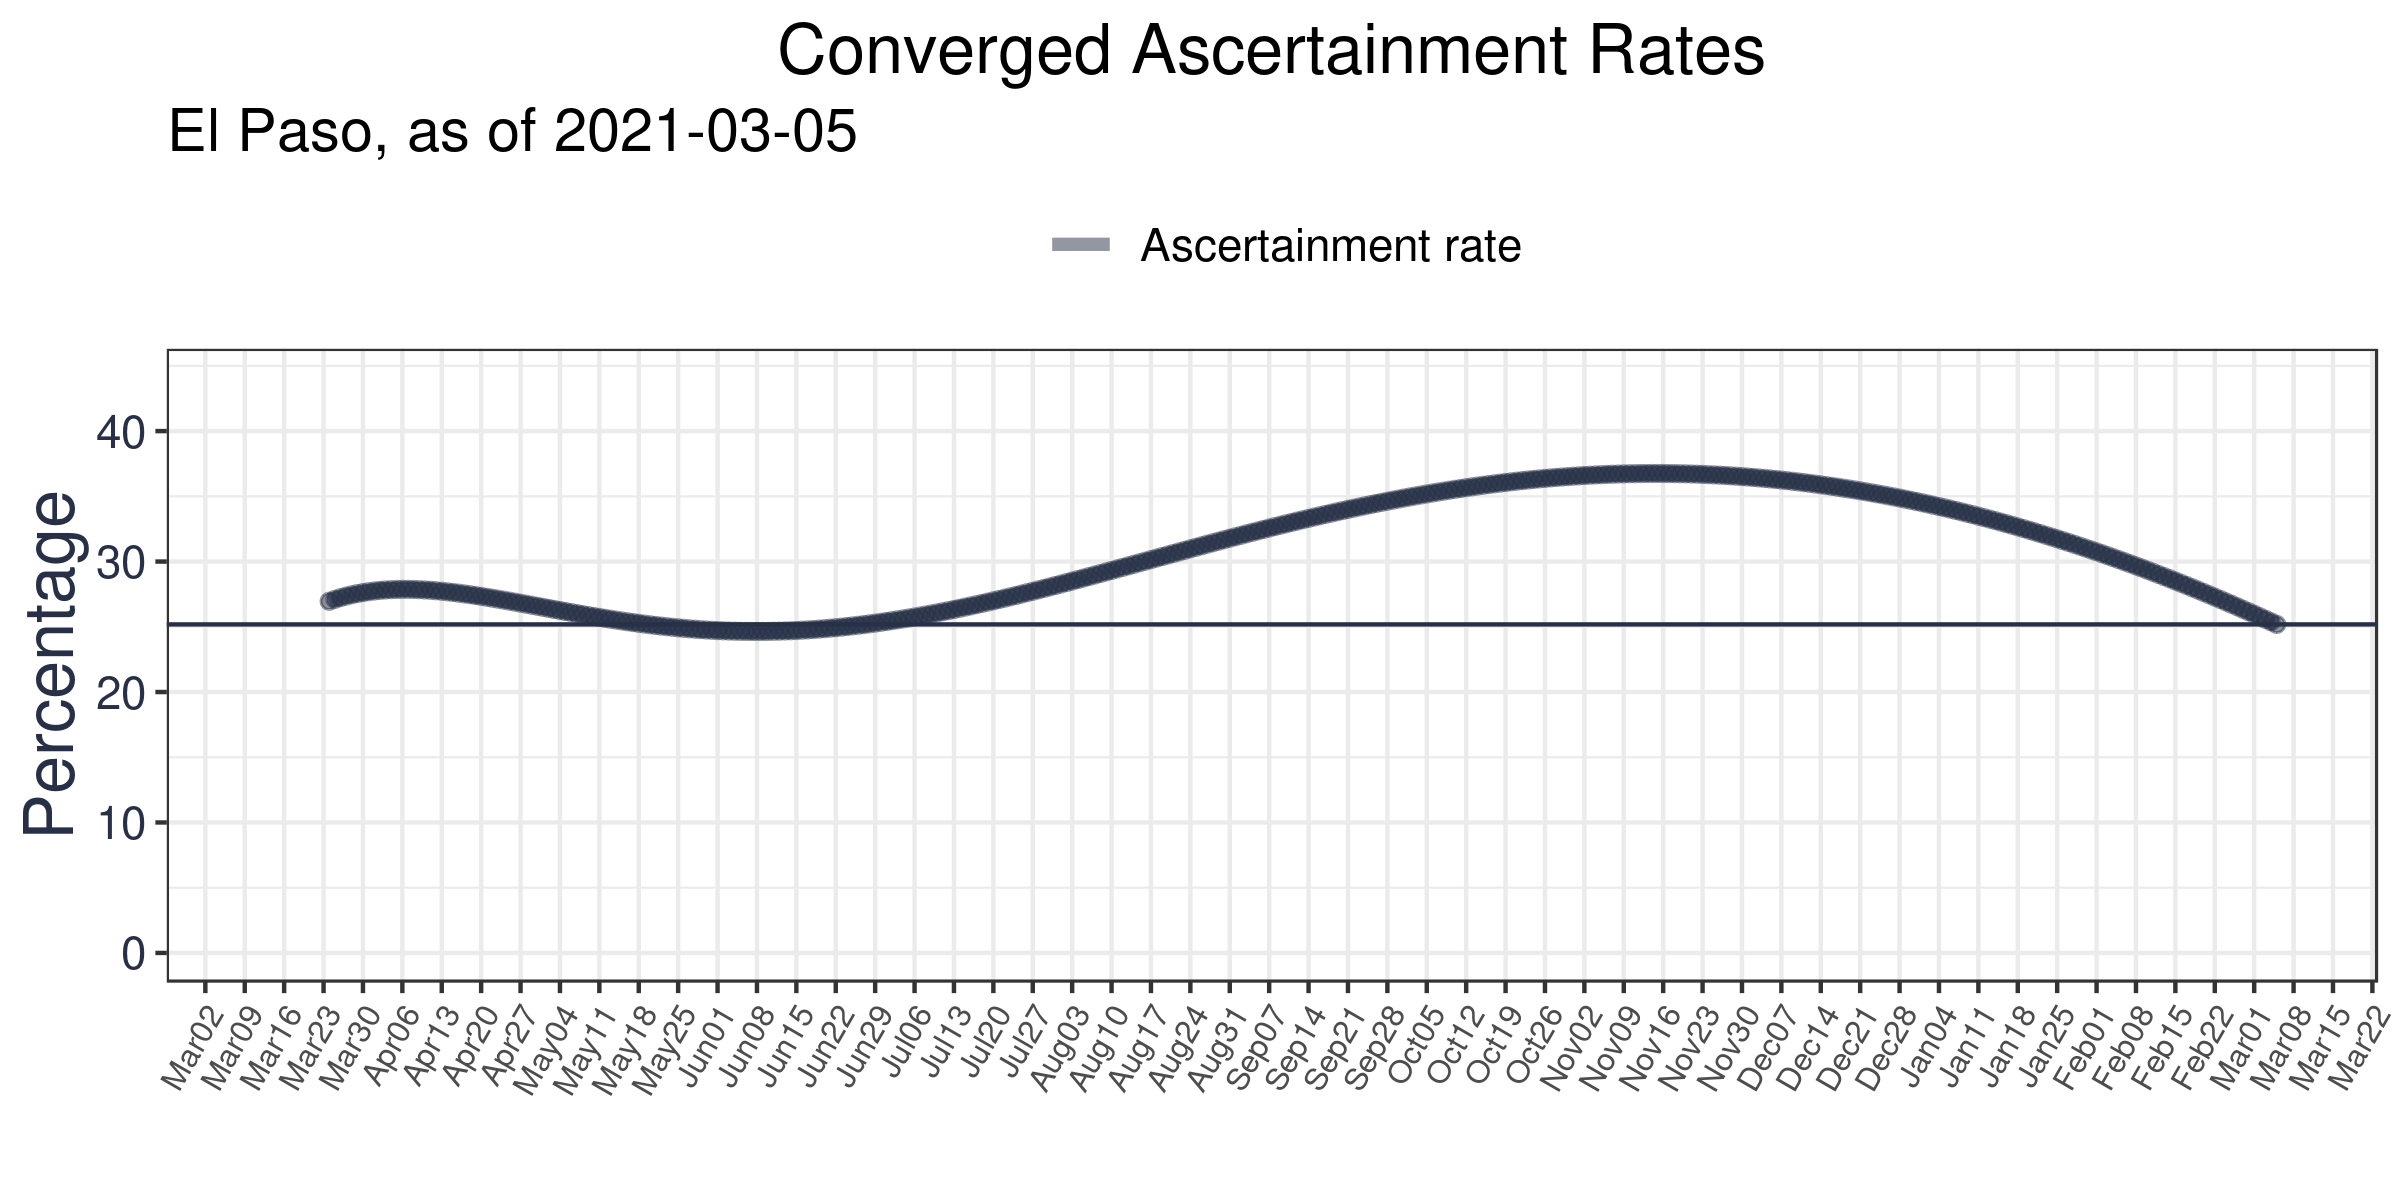 Converged Ascertainment Rates
El Paso, as of 2021-03-05
Ascertainment rate
Percentage
40
30
20
10
0
Mar02
Mar09
Mar16
Mar23
Mar30
Apr06
Apr13
Apr20
Apr27
May04
May11
May18
May25
Jun01
Jun08
Jun15
Jun22
Jun29
Jul06
Jul13
Jul20
Jul27
Aug03
Aug10
Aug17
Aug24
Aug31
Sep07
Sep14
Sep21
Sep28
Oct05
Oct12
Oct19
Oct26
Nov02
Nov09
Nov16
Nov23
Nov30
Dec07
Dec14
Dec21
Dec28
Jan04
Jan11
Jan18
Jan25
Feb01
Feb08
Feb15
Feb22
Mar01
Mar08
Mar15
Mar22